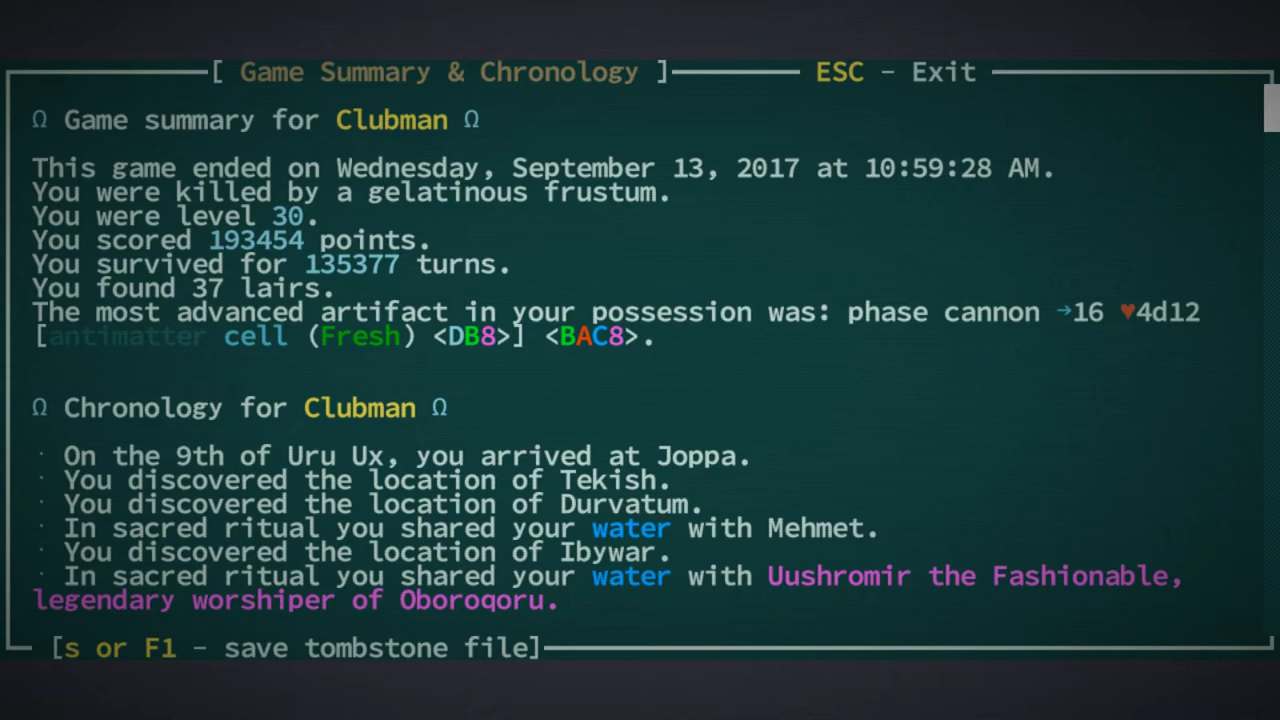 [ Game Summary & Chronology ] ESC - Exit
Ω Game summary for Clubman Ω
This game ended on Wednesday, September 13, 2017 at 10:59:28 AM.
You were killed by a gelatinous frustum.
You were level 30.
You scored 193454 points.
You survived for 135377 turns.
You found 37 lairs.
The most advanced artifact in your possession was: phase cannon →16 ♥4d12
[antimatter cell (Fresh) <DB8>] <BAC8>.
Ω Chronology for Clubman Ω
· On the 9th of Uru Ux, you arrived at Joppa.
· You discovered the location of Tekish.
· You discovered the location of Durvatum.
· In sacred ritual you shared your water with Mehmet.
· You discovered the location of Ibywar.
· In sacred ritual you shared your water with Uushromir the Fashionable,
legendary worshiper of Oboroqoru.
[s or F1 - save tombstone file]